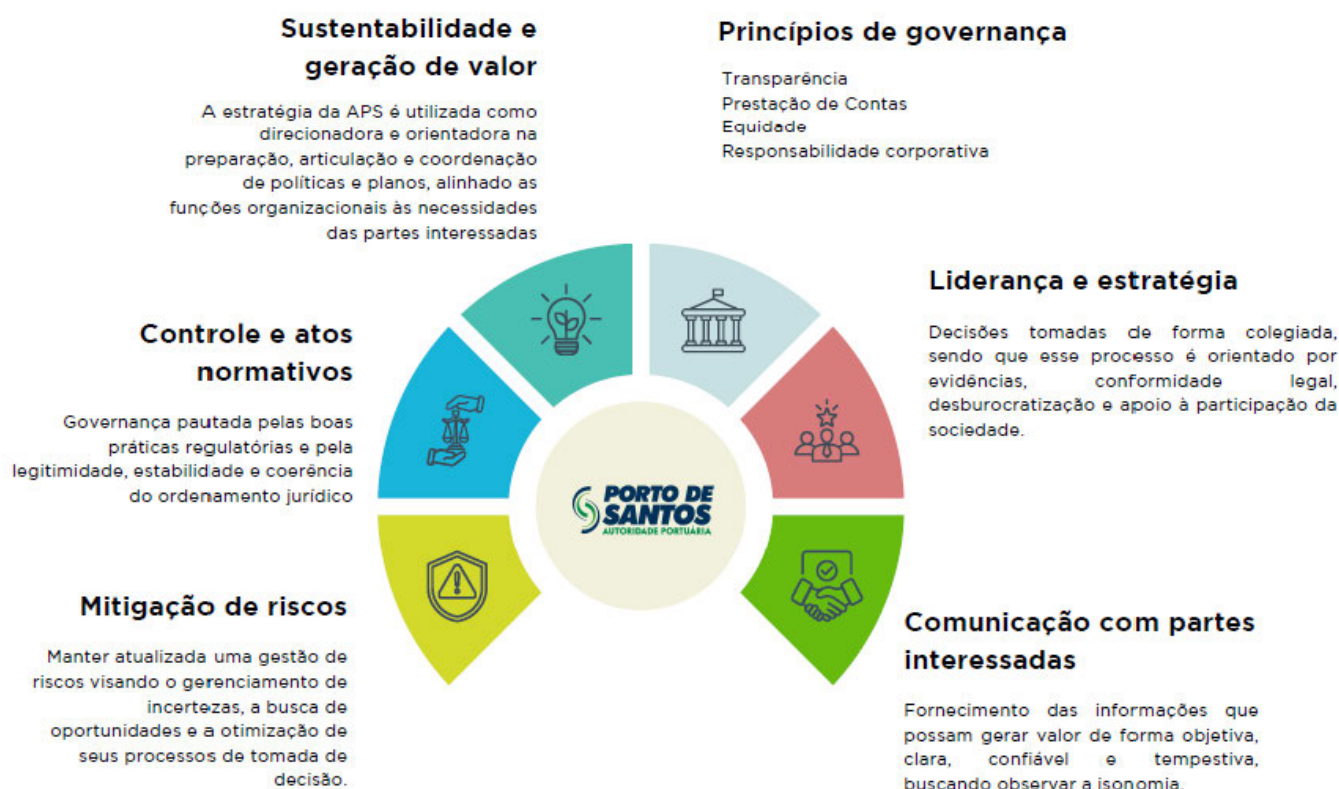 Sustentabilidade e
geração de valor
A estratégia da APS é utilizada como
direcionadora e orientadora na
preparação, articulação e coordenação
de políticas e planos, alinhado as
funções organizacionais às necessidades
das partes interessadas
Princípios de governança
Transparência
Prestação de Contas
Equidade
Responsabilidade corporativa
Controle e atos
normativos
Governança pautada pelas boas
práticas regulatórias e pela
legitimidade, estabilidade e coerência
do ordenamento jurídico
Liderança e estratégia
Decisões tomadas de forma colegiada,
sendo que esse processo é orientado por
evidências, conformidade legal,
desburocratização e apoio à participação da
sociedade.
PORTO DE
SANTOS
AUTORIDADE PORTUÁRIA
Mitigação de riscos
Manter atualizada uma gestão de
riscos visando o gerenciamento de
incertezas, a busca de
oportunidades e a otimização de
seus processos de tomada de
decisão.
Comunicação com partes
interessadas
Fornecimento das informações que
possam gerar valor de forma objetiva,
clara, confiável e tempestiva,
buscando observar a isonomia.